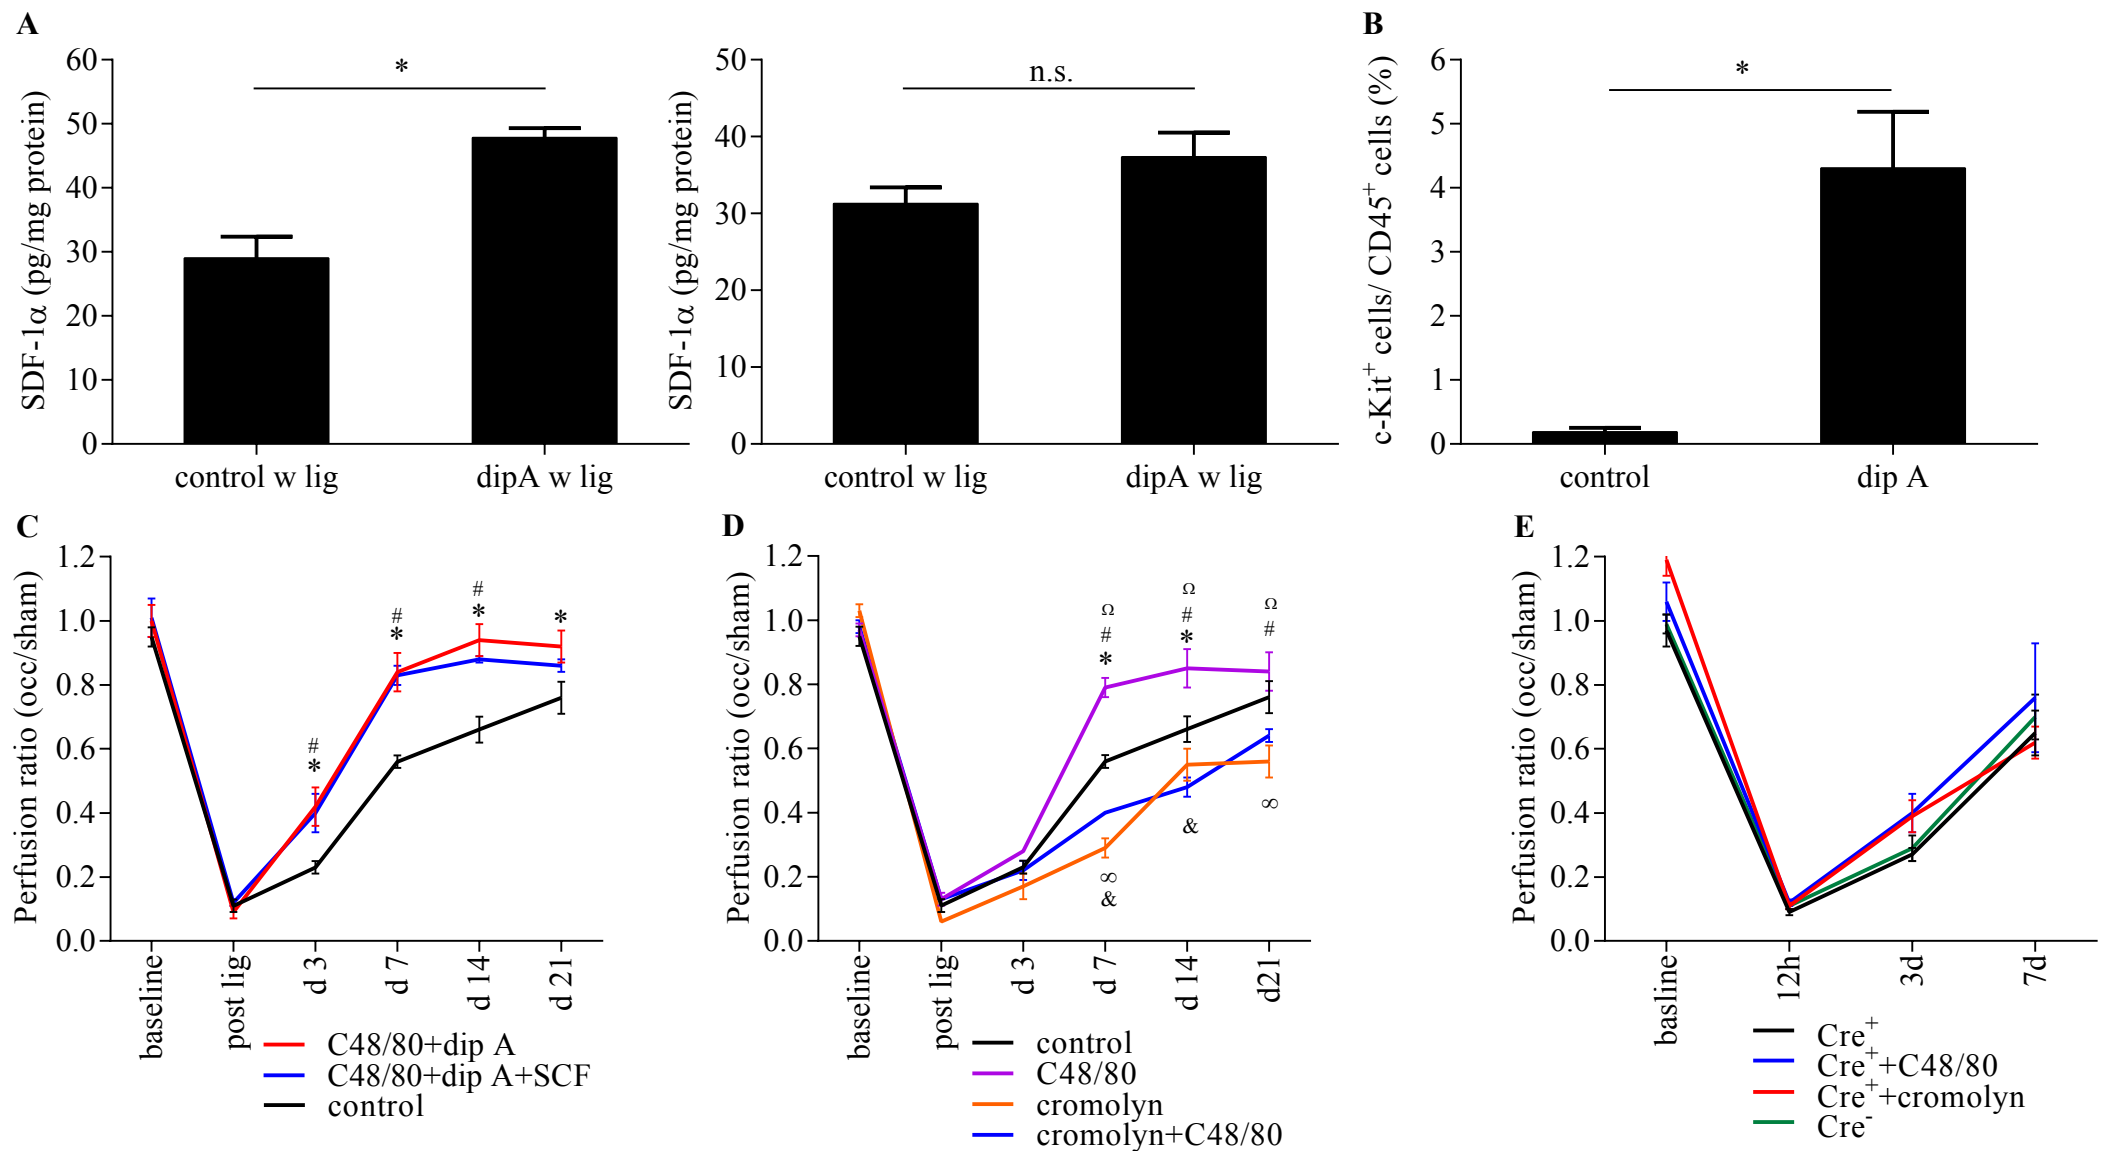 A
60
50
40
30
20
10
0
SDF-1α (pg/mg protein)
*
control w lig
dipA w lig
50
40
30
20
10
0
SDF-1α (pg/mg protein)
n.s.
control w lig
dipA w lig
B
6
5
4
3
2
1
0
c-Kit⁺ cells/ CD45⁺ cells (%)
*
control
dip A
C
1.2
1.0
0.8
0.6
0.4
0.2
0.0
Perfusion ratio (occ/sham)
#
*
#
*
#
*
*
baseline
post lig
d 3
d 7
d 14
d 21
C48/80+dip A
C48/80+dip A+SCF
control
D
1.2
1.0
0.8
0.6
0.4
0.2
0.0
Perfusion ratio (occ/sham)
Ω
#
*
∞
&
Ω
#
*
&
Ω
#
∞
baseline
post lig
d 3
d 7
d 14
d21
control
C48/80
cromolyn
cromolyn+C48/80
E
1.2
1.0
0.8
0.6
0.4
0.2
0.0
Perfusion ratio (occ/sham)
basline
12h
3d
7d
Cre⁺
Cre⁺+C48/80
Cre⁺+cromolyn
Cre⁻